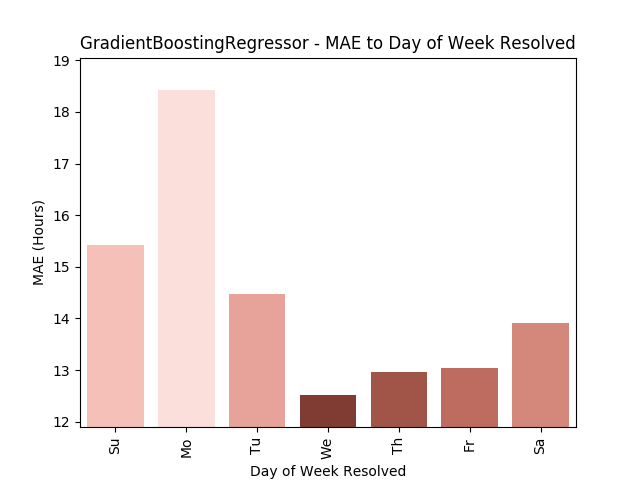 GradientBoostingRegressor - MAE to Day of Week Resolved
19
18
17
16
15
14
13
12
MAE (Hours)
Su
Mo
Tu
We
Th
Fr
Sa
Day of Week Resolved